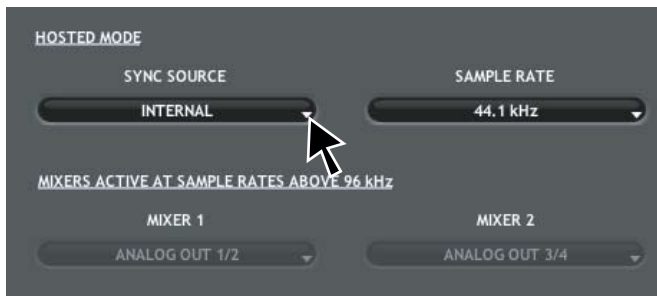 HOSTED MODE
SYNC SOURCE
SAMPLE RATE
INTERNAL
44.1 kHz
MIXERS ACTIVE AT SAMPLE RATES ABOVE 96 kHz
MIXER 1
MIXER 2
ANALOG OUT 1/2
ANALOG OUT 3/4